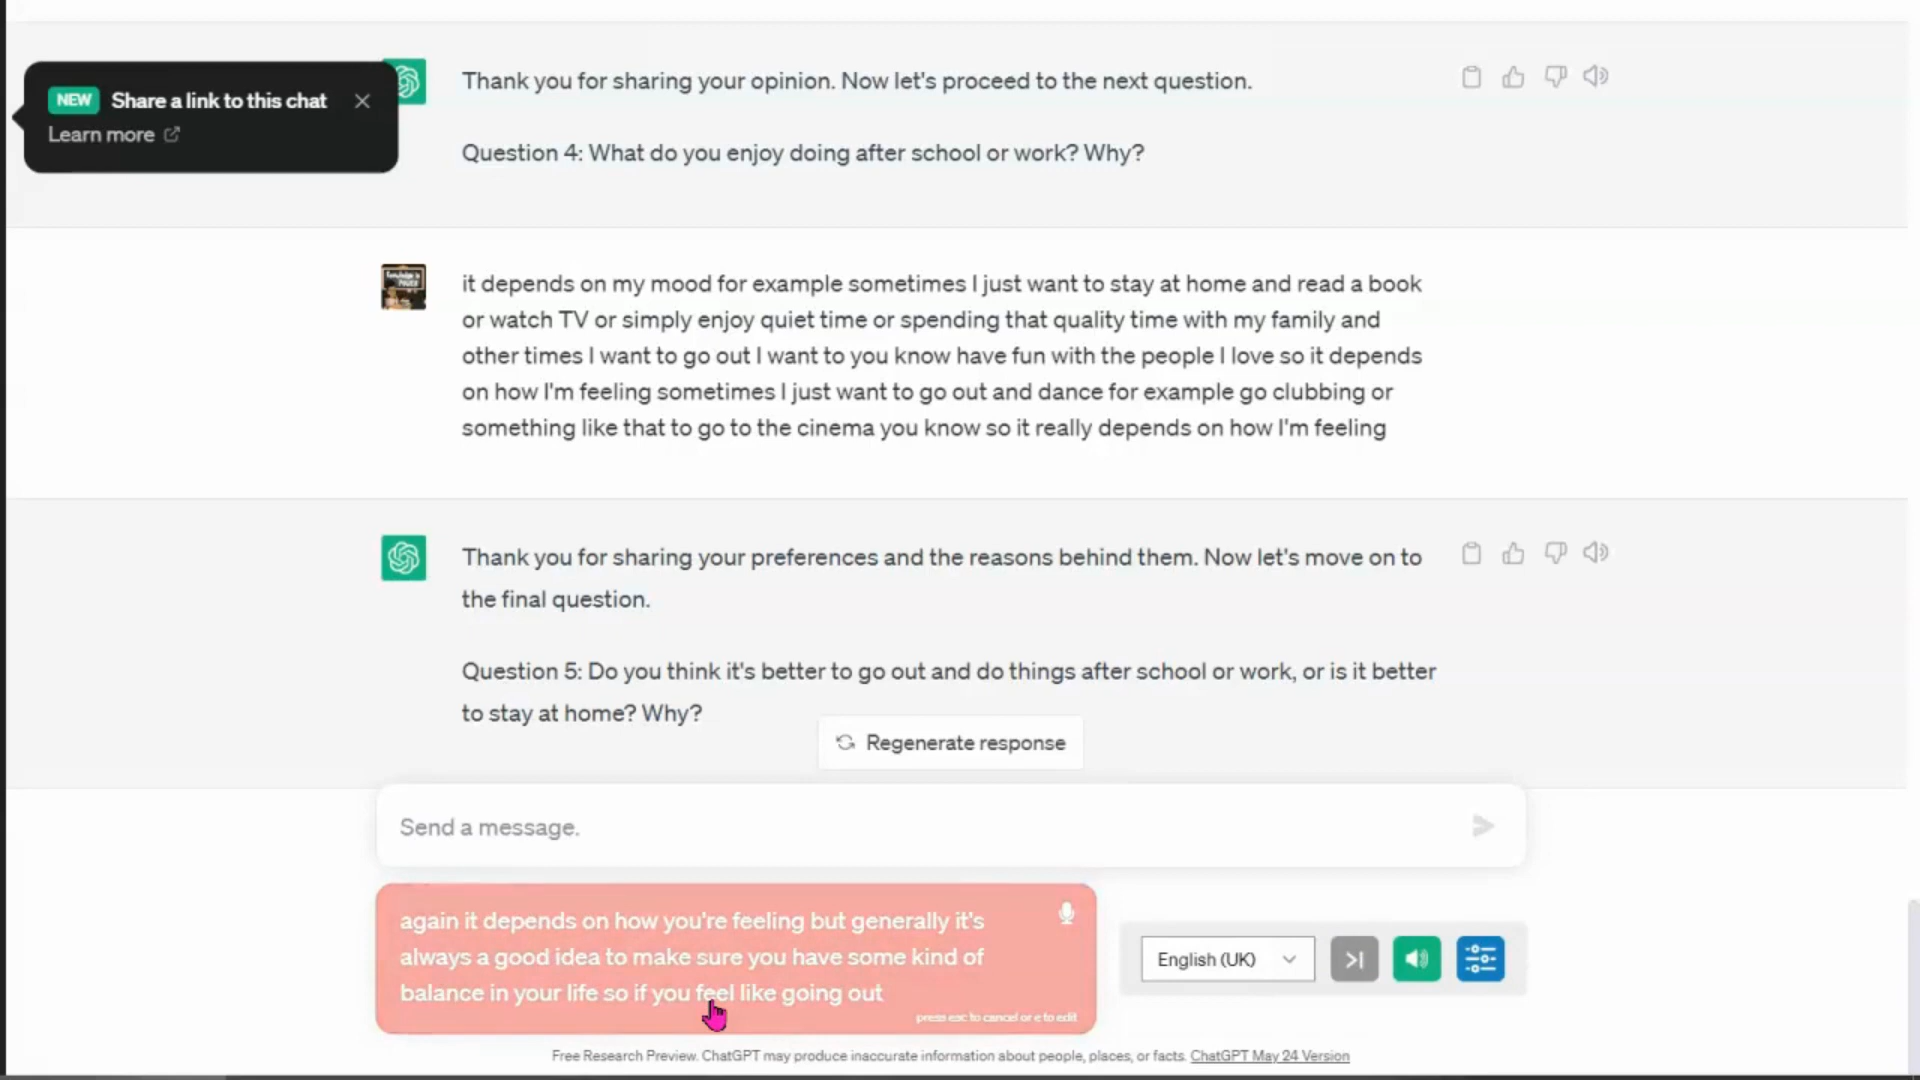 Thank you for sharing your opinion. Now let's proceed to the next question.
NEW Share a link to this chat
Learn more
Question 4: What do you enjoy doing after school or work? Why?
it depends on my mood for example sometimes I just want to stay at home and read a book
or watch TV or simply enjoy quiet time or spending that quality time with my family and
other times I want to go out I want to you know have fun with the people I love so it depends
on how I'm feeling sometimes I just want to go out and dance for example go clubbing or
something like that to go to the cinema you know so it really depends on how I'm feeling
Thank you for sharing your preferences and the reasons behind them. Now let's move on to
the final question.
Question 5: Do you think it's better to go out and do things after school or work, or is it better
to stay at home? Why?
Regenerate response
Send a message.
again it depends on how you're feeling but generally it's
always a good idea to make sure you have some kind of
balance in your life so if you feel like going out
press esc to cancel or e to edit
English (UK)
Free Research Preview. ChatGPT may produce inaccurate information about people, places, or facts. ChatGPT May 24 Version